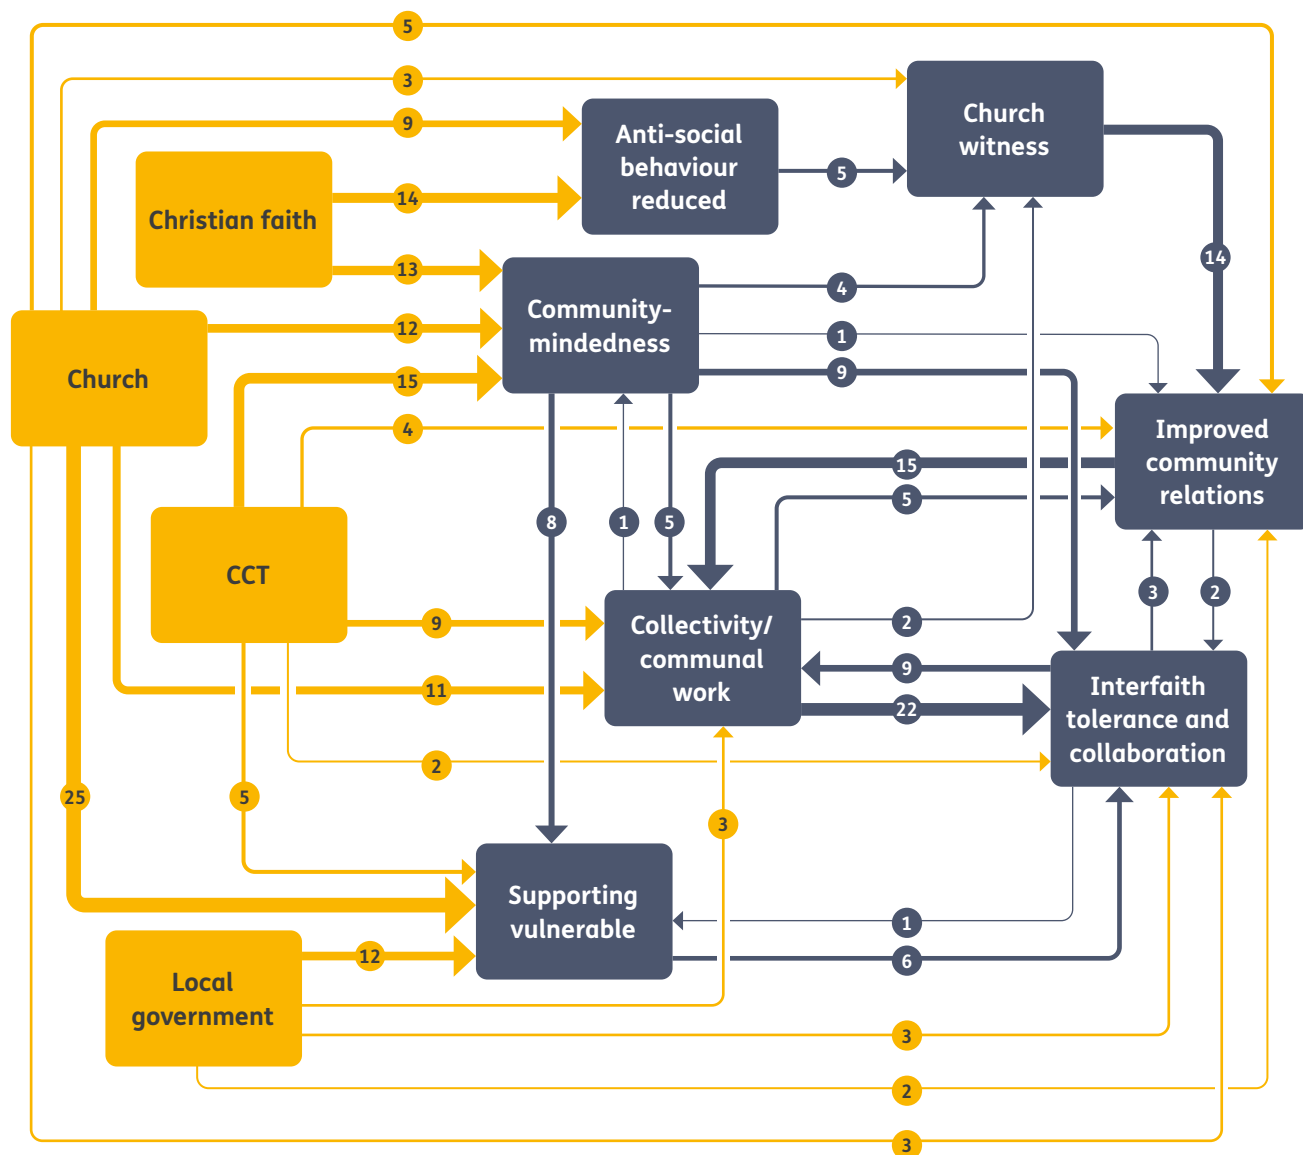 5
3
9
Church
witness
Anti-social
behaviour
reduced
5
14
Christian faith
14
13
Community-
mindedness
4
12
1
Church
15
9
4
Improved
community
relations
15
5
8
1
5
CCT
3
2
9
Collectivity/
communal
work
2
9
11
22
Interfaith
tolerance and
collaboration
2
25
5
3
Supporting
vulnerable
1
12
6
Local
government
3
2
3